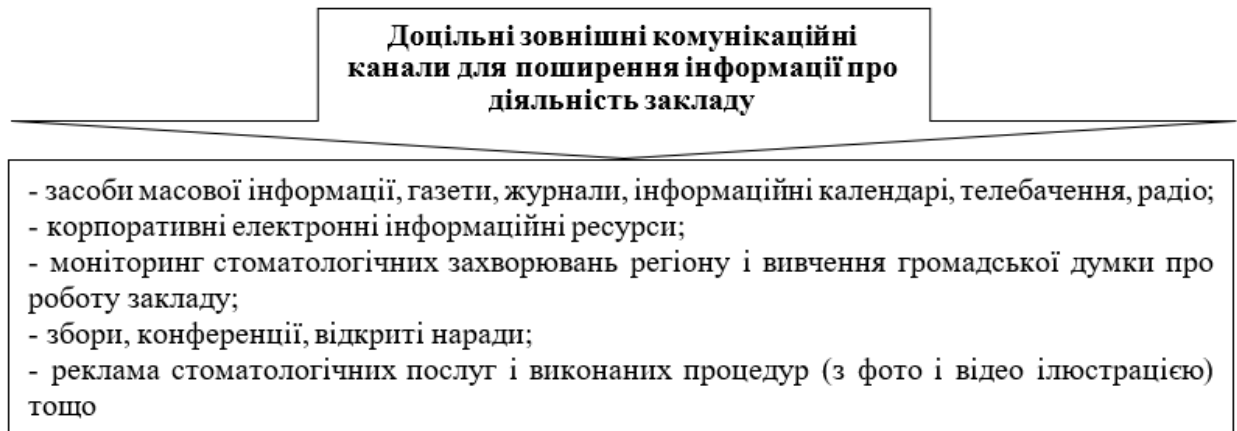 Доцільні зовнішні комунікаційні
канали для поширення інформації про
діяльність закладу
- засоби масової інформації, газети, журнали, інформаційні календарі, телебачення, радіо;
- корпоративні електронні інформаційні ресурси;
- моніторинг стоматологічних захворювань регіону і вивчення громадської думки про
роботу закладу;
- збори, конференції, відкриті наради;
- реклама стоматологічних послуг і виконаних процедур (з фото і відео ілюстрацією)
тощо